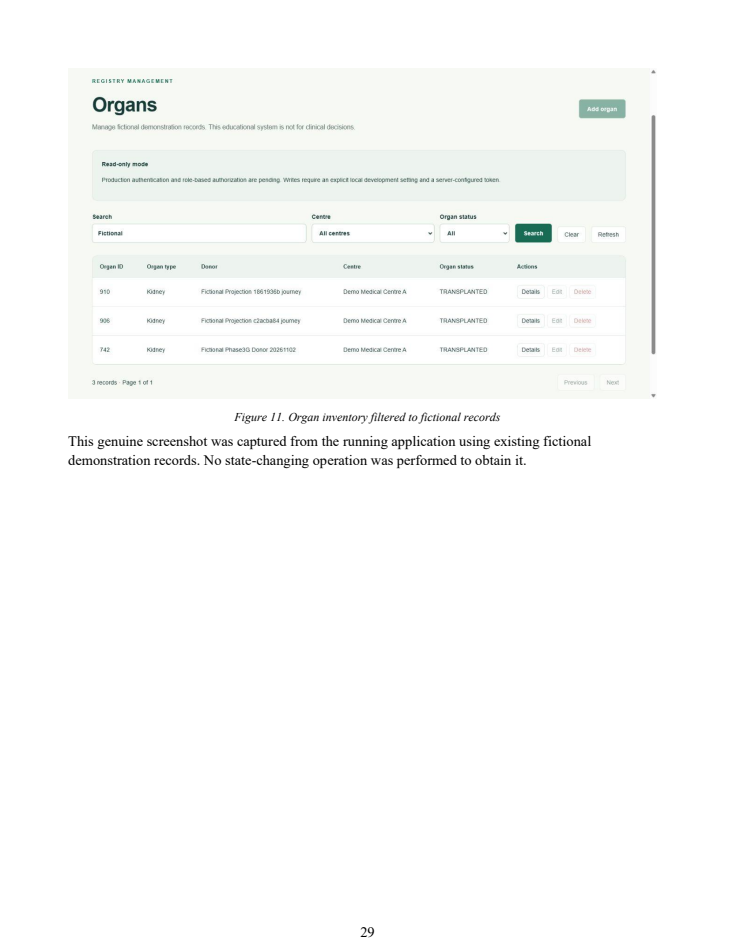 REGISTRY MANAGEMENT
Organs
Add organ
Manage fictional demonstration records. This educational system is not for clinical decisions.
Read-only mode
Production authentication and role-based authorization are pending. Writes require an explicit local development setting and a server-configured token.
Search Centre Organ status
Fictional All centres All Search Clear Refresh
Organ ID Organ type Donor Centre Organ status Actions
910 Kidney Fictional Projection 1661936b journey Demo Medical Centre A TRANSPLANTED Details Edit Delete
906 Kidney Fictional Projection c2acba84 journey Demo Medical Centre A TRANSPLANTED Details Edit Delete
742 Kidney Fictional Phase3G Donor 20261102 Demo Medical Centre A TRANSPLANTED Details Edit Delete
3 records · Page 1 of 1 Previous Next
Figure 11. Organ inventory filtered to fictional records
This genuine screenshot was captured from the running application using existing fictional
demonstration records. No state-changing operation was performed to obtain it.
29